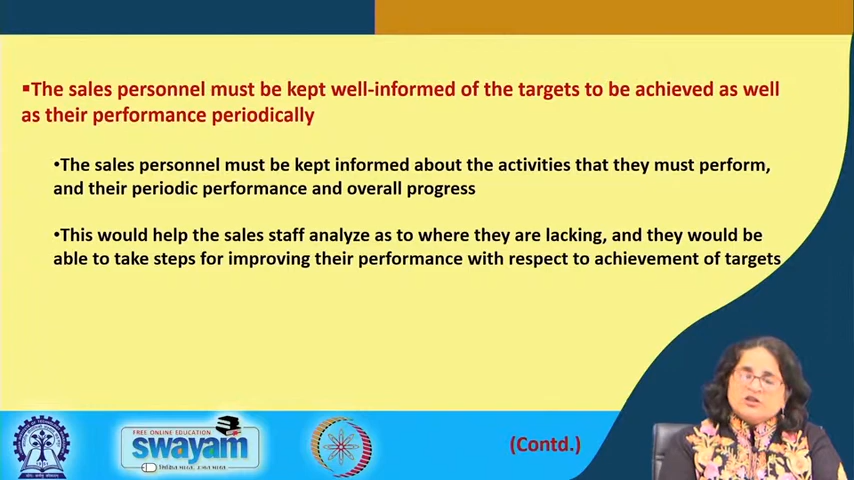 ▪The sales personnel must be kept well-informed of the targets to be achieved as well
as their performance periodically
•The sales personnel must be kept informed about the activities that they must perform,
and their periodic performance and overall progress
•This would help the sales staff analyze as to where they are lacking, and they would be
able to take steps for improving their performance with respect to achievement of targets
FREE ONLINE EDUCATION
swayam
(Contd.)